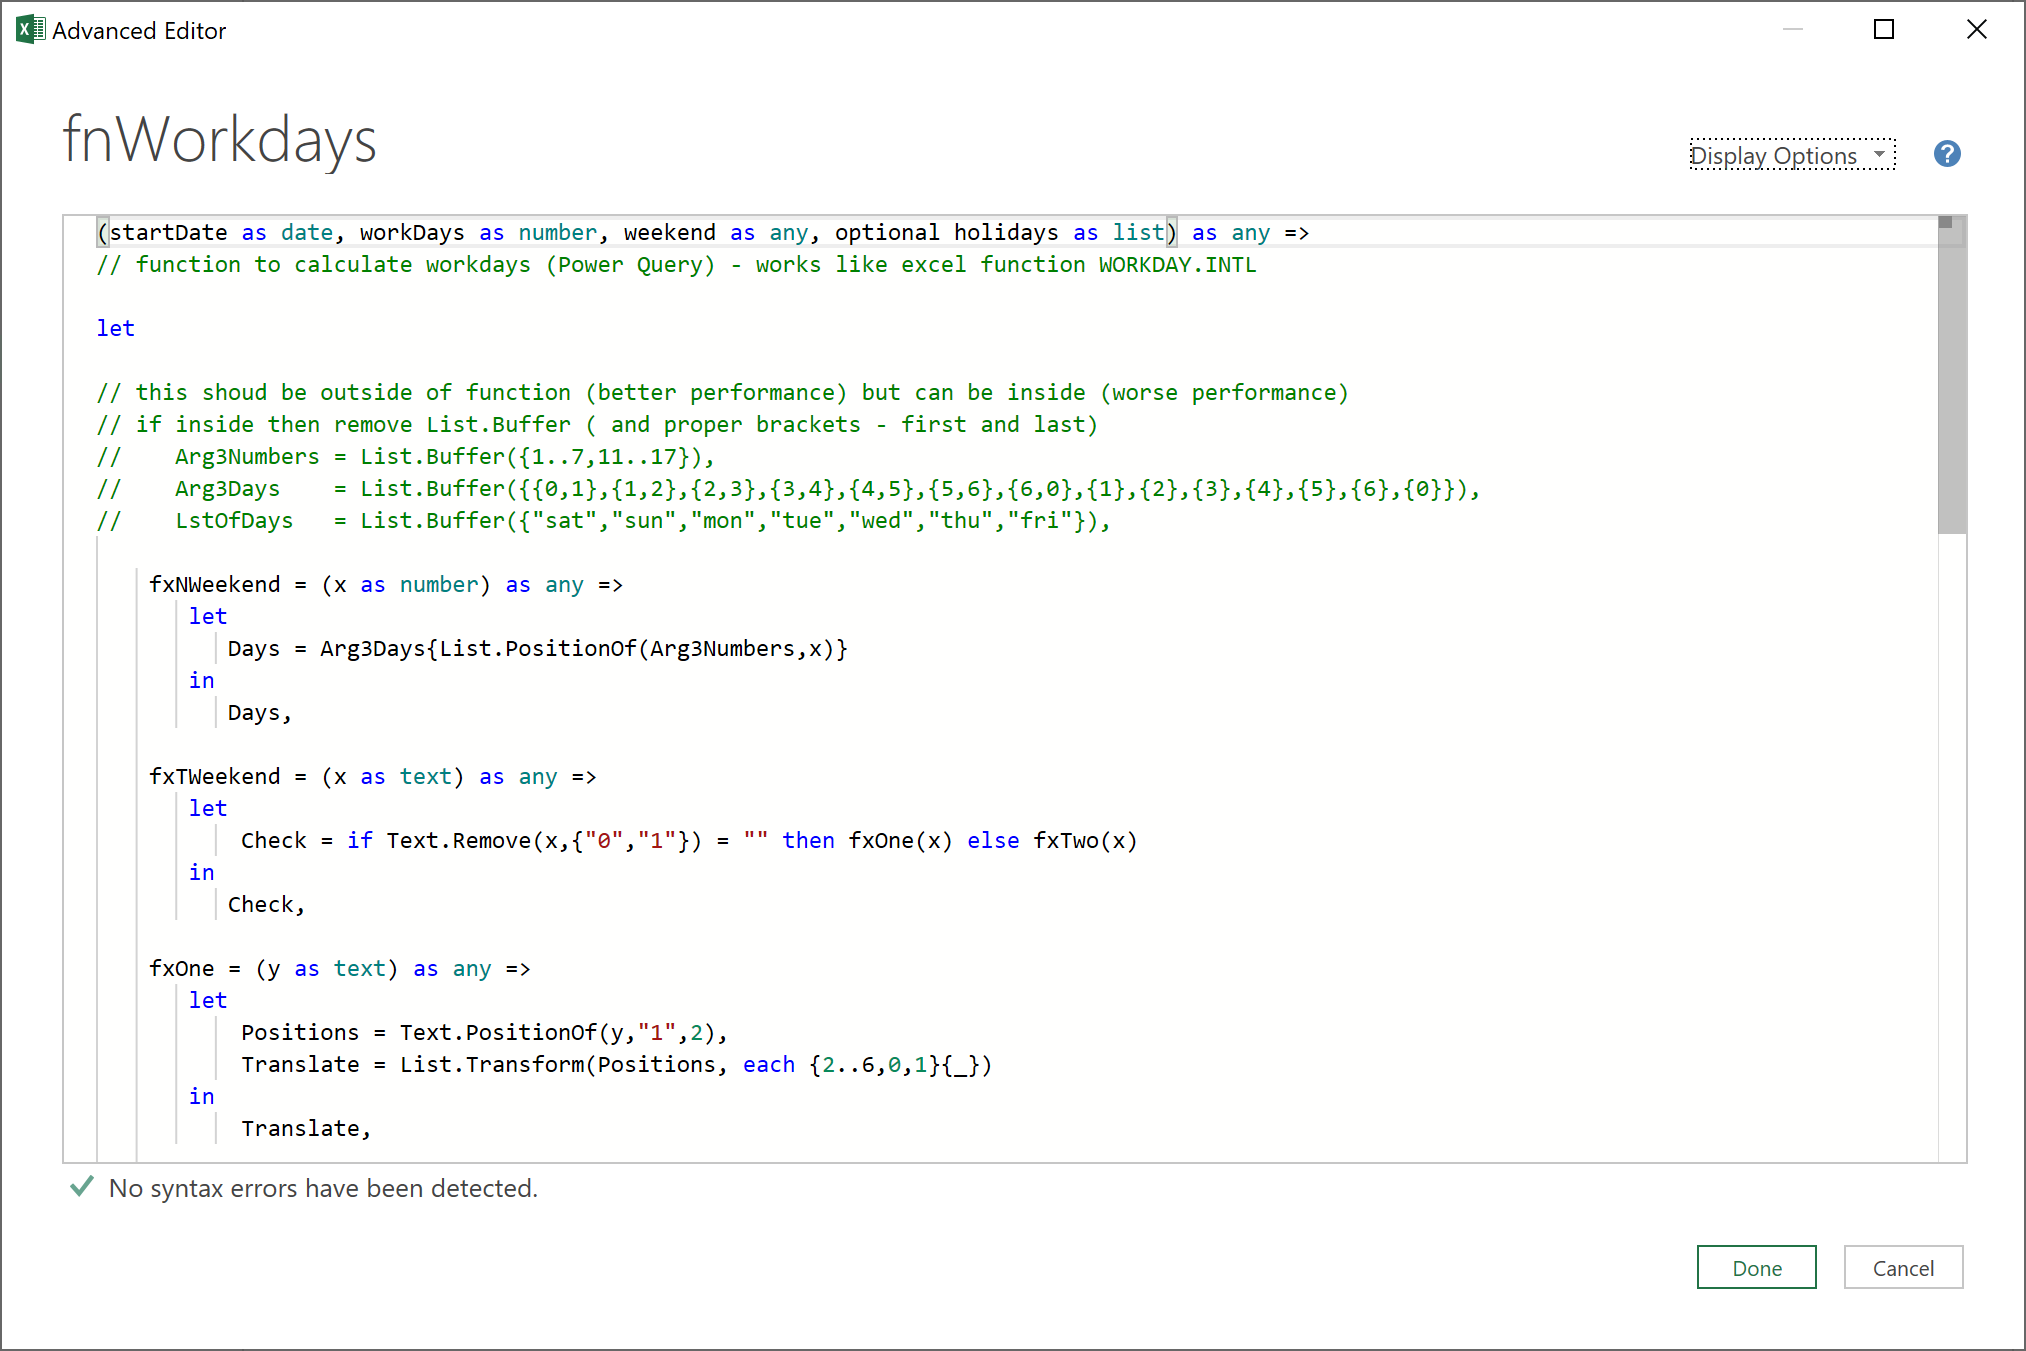 Advanced Editor
fnWorkdays
Display Options
?
(startDate as date, workDays as number, weekend as any, optional holidays as list) as any =>
// function to calculate workdays (Power Query) - works like excel function WORKDAY.INTL
let
// this shoud be outside of function (better performance) but can be inside (worse performance)
// if inside then remove List.Buffer ( and proper brackets - first and last)
//    Arg3Numbers = List.Buffer({1..7,11..17}),
//    Arg3Days    = List.Buffer({{0,1},{1,2},{2,3},{3,4},{4,5},{5,6},{6,0},{1},{2},{3},{4},{5},{6},{0}}),
//    LstOfDays   = List.Buffer({"sat","sun","mon","tue","wed","thu","fri"}),
fxNWeekend = (x as number) as any =>
let
Days = Arg3Days{List.PositionOf(Arg3Numbers,x)}
in
Days,
fxTWeekend = (x as text) as any =>
let
Check = if Text.Remove(x,{"0","1"}) = "" then fxOne(x) else fxTwo(x)
in
Check,
fxOne = (y as text) as any =>
let
Positions = Text.PositionOf(y,"1",2),
Translate = List.Transform(Positions, each {2..6,0,1}{_})
in
Translate,
No syntax errors have been detected.
Done
Cancel